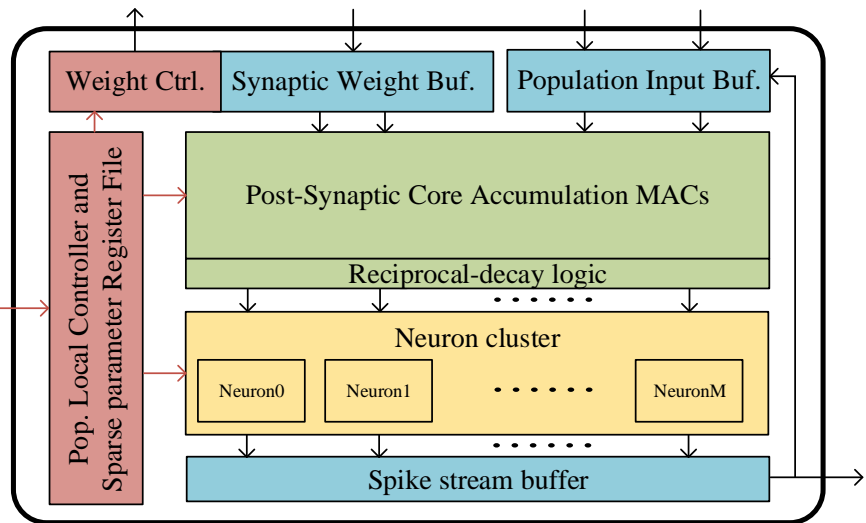 Weight Ctrl.
Synaptic Weight Buf.
Population Input Buf.
Pop. Local Controller and
Sparse parameter Register File
Post-Synaptic Core Accumulation MACs
Reciprocal-decay logic
Neuron cluster
Neuron0
Neuron1
NeuronM
Spike stream buffer